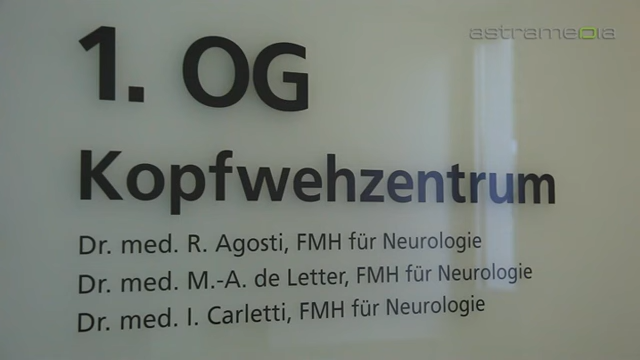 astramedia
1. OG
Kopfwehzentrum
Dr. med. R. Agosti, FMH für Neurologie
Dr. med. M.-A. de Letter, FMH für Neurologie
Dr. med. I. Carletti, FMH für Neurologie